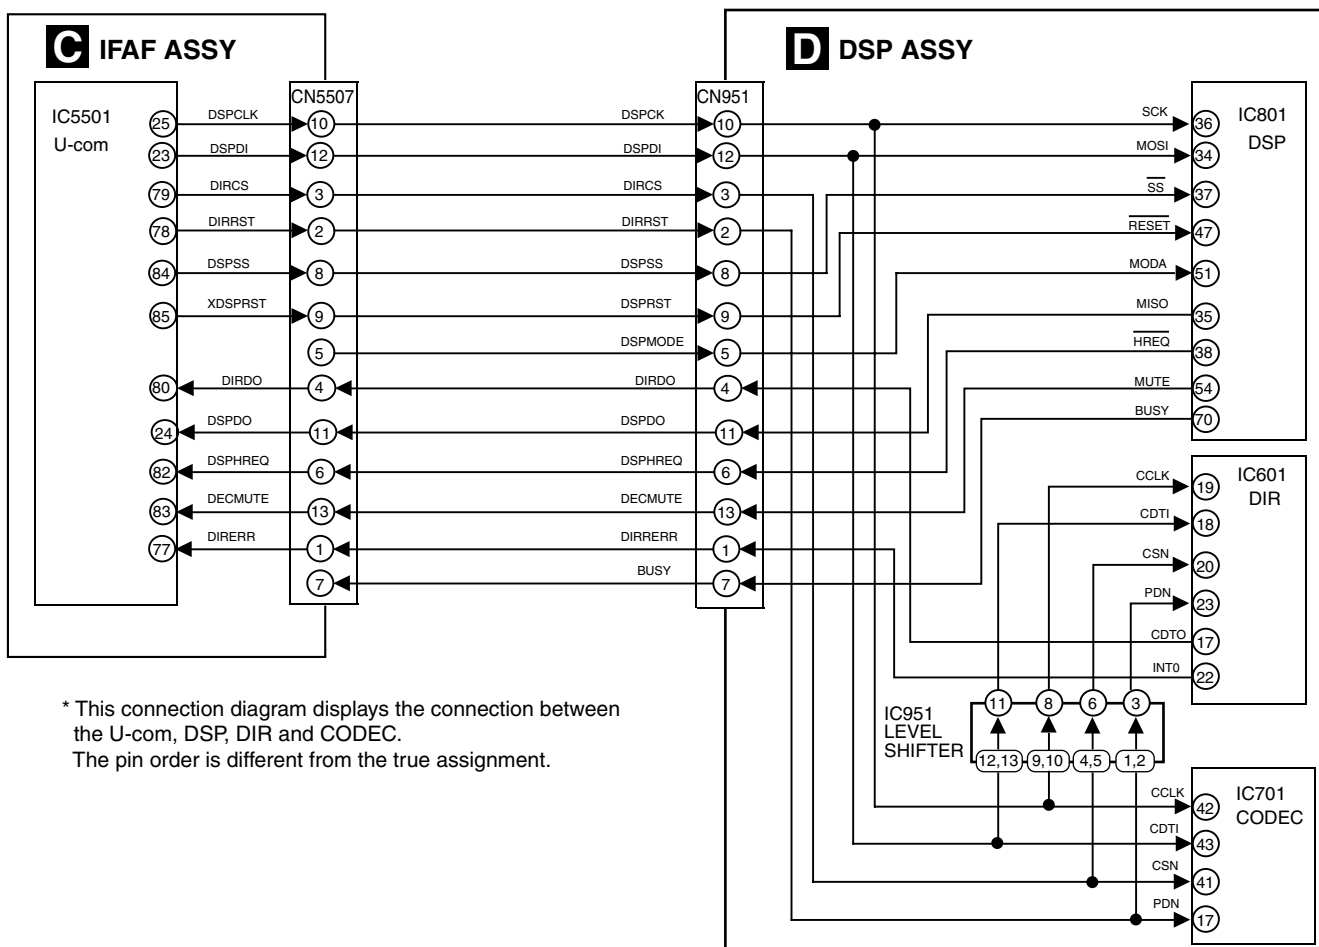 C IFAF ASSY
D DSP ASSY
IC5501
U-com
CN5507
CN951
IC801
DSP
25 DSPCLK 10 DSPCK 10 SCK 36
23 DSPDI 12 DSPDI 12 MOSI 34
79 DIRCS 3 DIRCS 3 SS 37
78 DIRRST 2 DIRRST 2 RESET 47
84 DSPSS 8 DSPSS 8 MODA 51
85 XDSPRST 9 DSPRST 9 MISO 35
5 DSPMODE 5 HREQ 38
80 DIRDO 4 DIRDO 4 MUTE 54
24 DSPDO 11 DSPDO 11 BUSY 70
82 DSPHREQ 6 DSPHREQ 6
83 DECMUTE 13 DECMUTE 13
77 DIRERR 1 DIRRERR 1
7 BUSY 7
IC601
DIR
CCLK 19
CDTI 18
CSN 20
PDN 23
CDTO 17
INT0 22
IC951
LEVEL
SHIFTER
11 8 6 3
12,13 9,10 4,5 1,2
IC701
CODEC
CCLK 42
CDTI 43
CSN 41
PDN 17
* This connection diagram displays the connection between
the U-com, DSP, DIR and CODEC.
The pin order is different from the true assignment.